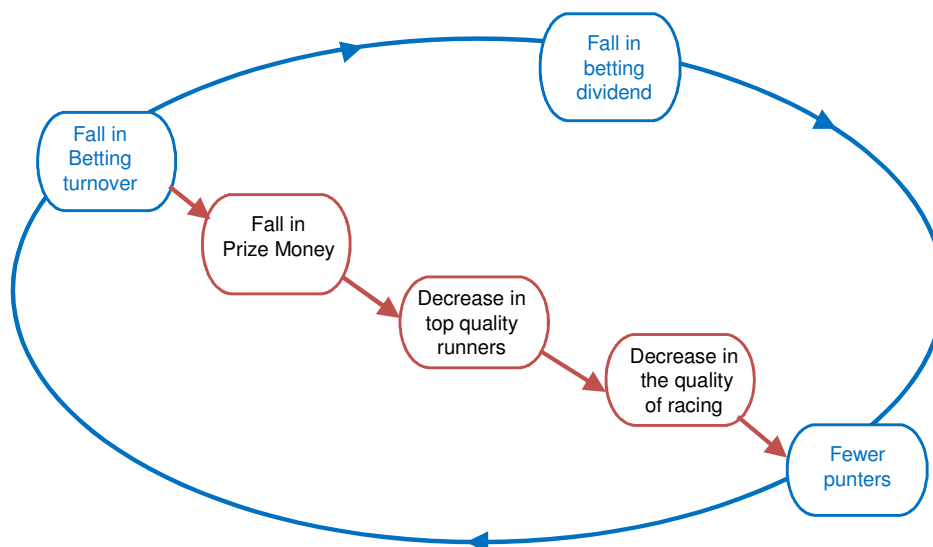 Fall in
betting
dividend
Fall in
Betting
turnover
Fall in
Prize Money
Decrease in
top quality
runners
Decrease in
the quality
of racing
Fewer
punters